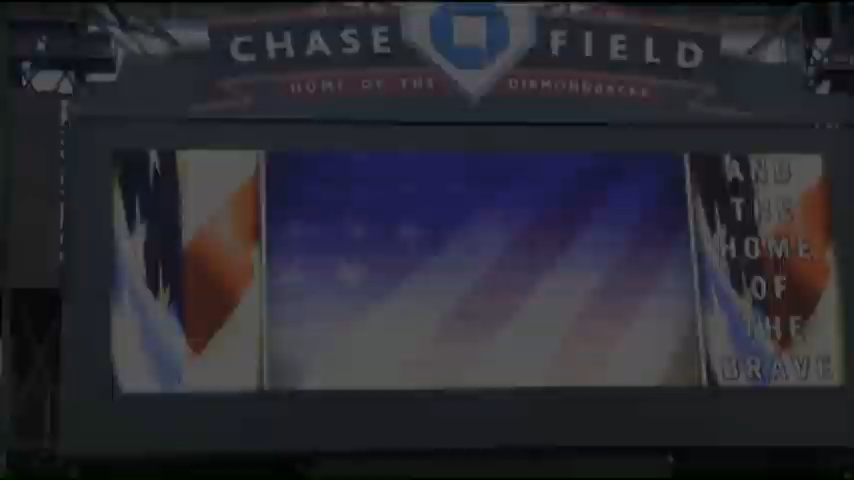 CHASE FIELD
HOME OF THE DIAMONDBACKS
AND
THE
HOME
OF
THE
BRAVE